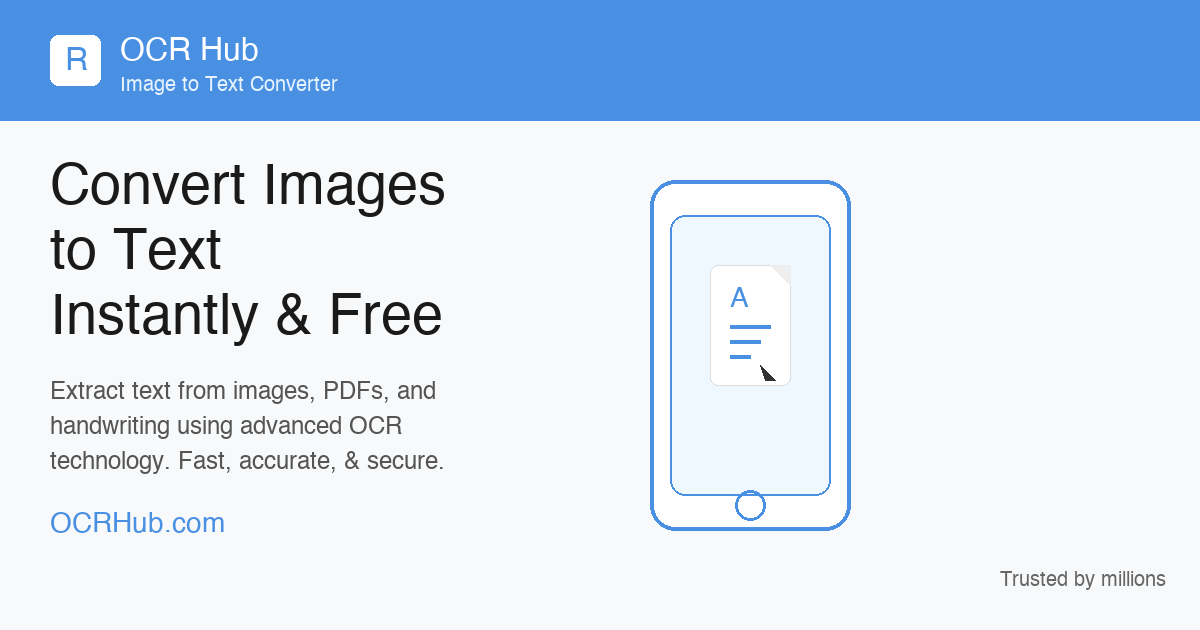 R
OCR Hub
Image to Text Converter
Convert Images
to Text
Instantly & Free
Extract text from images, PDFs, and
handwriting using advanced OCR
technology. Fast, accurate, & secure.
OCRHub.com
A
Trusted by millions